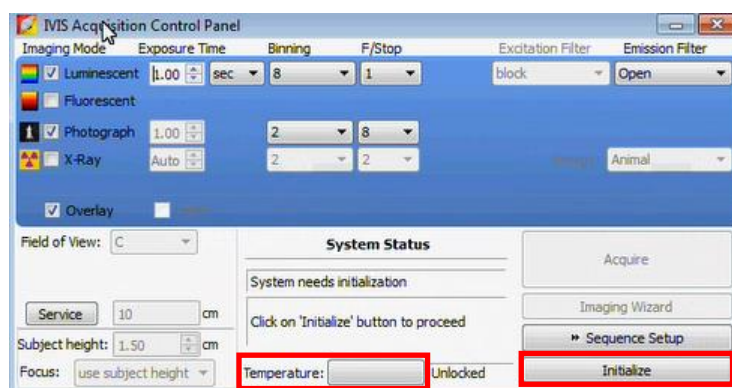 IVIS Acquisition Control Panel
Imaging Mode Exposure Time Binning F/Stop Excitation Filter Emission Filter
Luminescent 1.00 sec 8 1 block Open
Fluorescent
Photograph 1.00 2 8
X-Ray Auto 2 2 Animal
Overlay
Field of View: C
System Status
Acquire
System needs initialization
Service 10 cm
Click on 'Initialize' button to proceed
Imaging Wizard
Subject height: 1.50 cm
Sequence Setup
Focus: use subject height
Temperature: Unlocked
Initialize